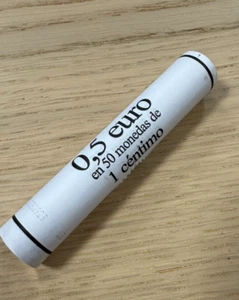 0,5 euro
en 50 monedas de
1 céntimo